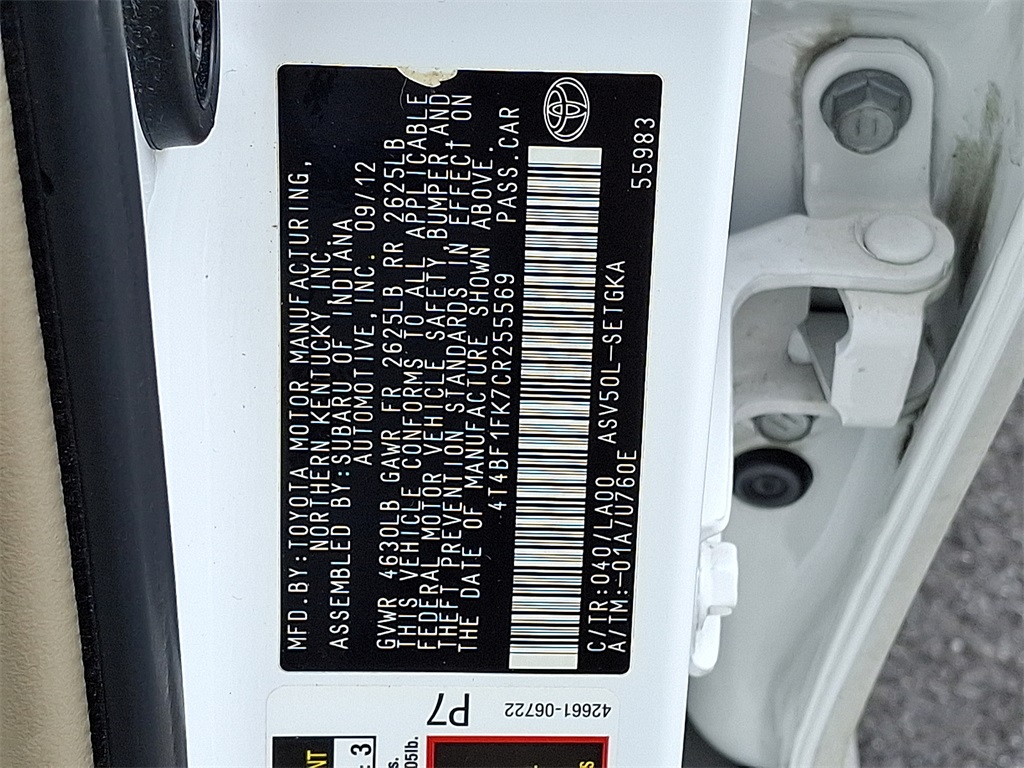 MFD.BY:TOYOTA MOTOR MANUFACTURING,
NORTHERN KENTUCKY INC.
ASSEMBLED BY:SUBARU OF INDIANA
AUTOMOTIVE,INC. 09/12
GVWR 4630LB GAWR FR 2625LB RR 2625LB
THIS VEHICLE CONFORMS TO ALL APPLICABLE
FEDERAL MOTOR VEHICLE SAFETY,BUMPER,AND
THEFT PREVENTION STANDARDS IN EFFECT ON
THE DATE OF MANUFACTURE SHOWN ABOVE.
4T4BF1FK7CR255569 PASS.CAR
C/TR:040/LA00 ASV50L-SETGKA
A/TM:-01A/U760E
55983
P7
42661-06722
3